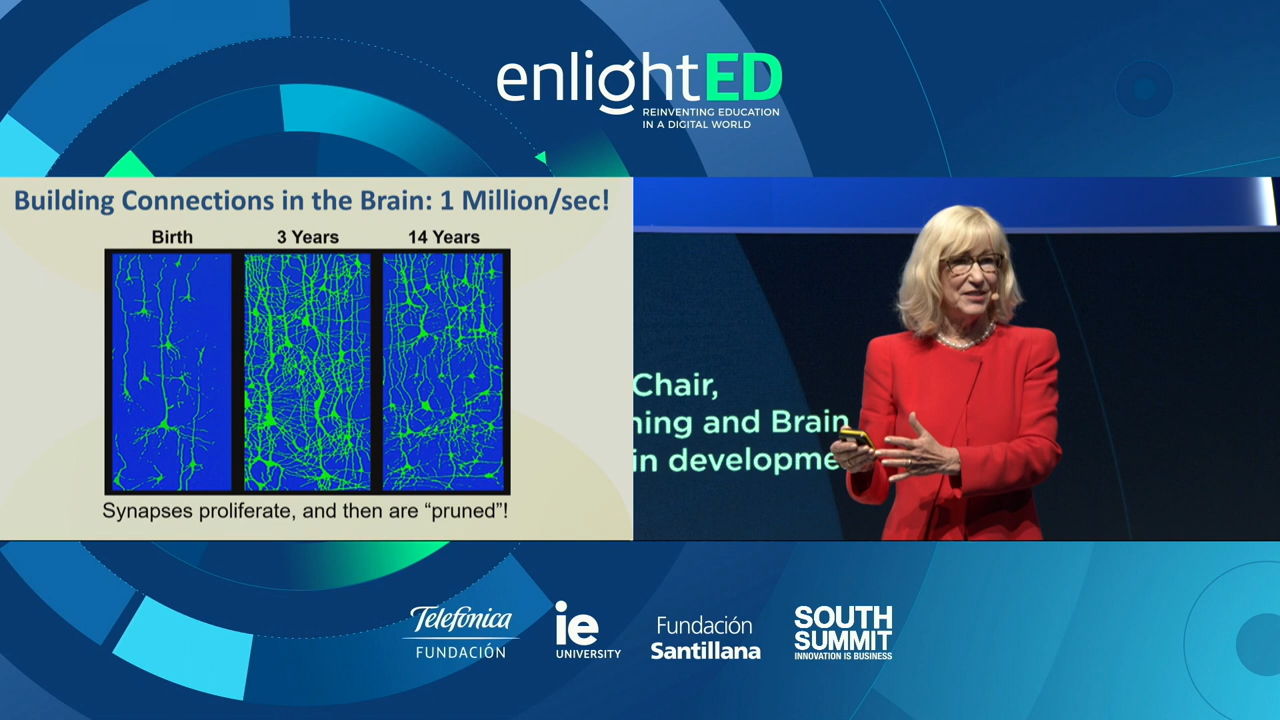 enlightED
REINVENTING EDUCATION
IN A DIGITAL WORLD
Building Connections in the Brain: 1 Million/sec!
Birth 3 Years 14 Years
Synapses proliferate, and then are “pruned”!
Chair,
ning and Brain
in developme
Telefónica
FUNDACIÓN
ie
UNIVERSITY
Fundación
Santillana
SOUTH
SUMMIT
INNOVATION IS BUSINESS